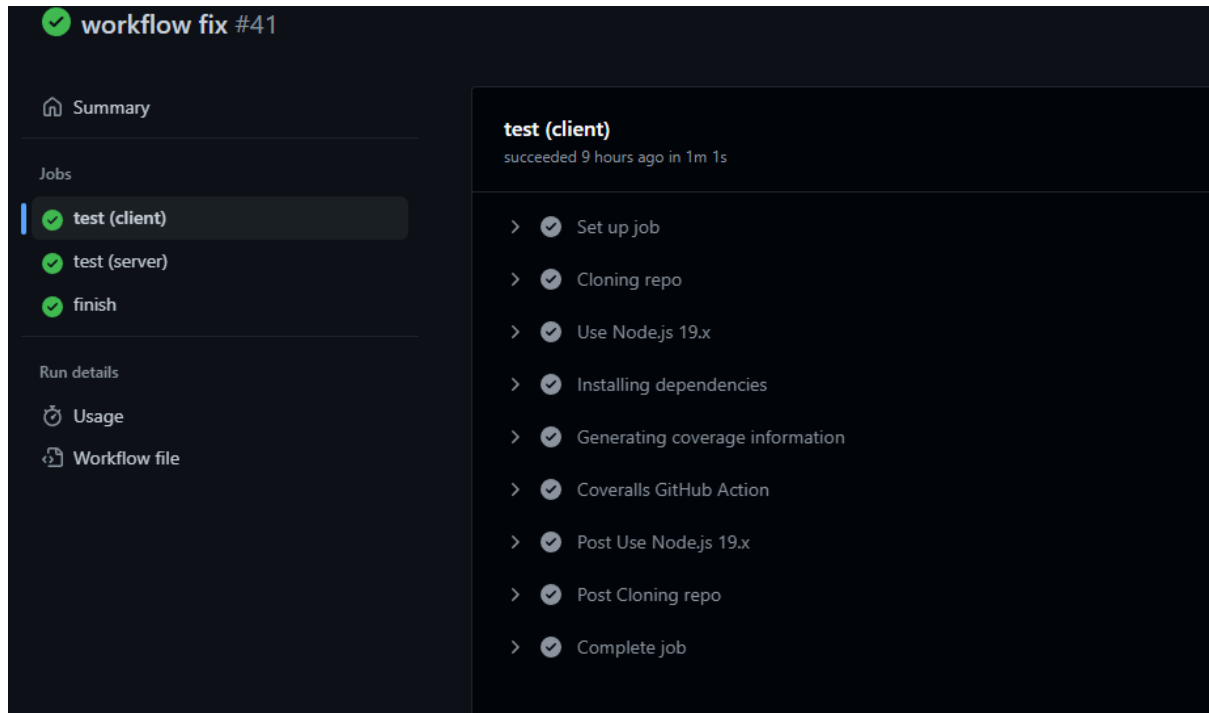 workflow fix #41
Summary
Jobs
test (client)
test (server)
finish
Run details
Usage
Workflow file
test (client)
succeeded 9 hours ago in 1m 1s
Set up job
Cloning repo
Use Node.js 19.x
Installing dependencies
Generating coverage information
Coveralls GitHub Action
Post Use Node.js 19.x
Post Cloning repo
Complete job